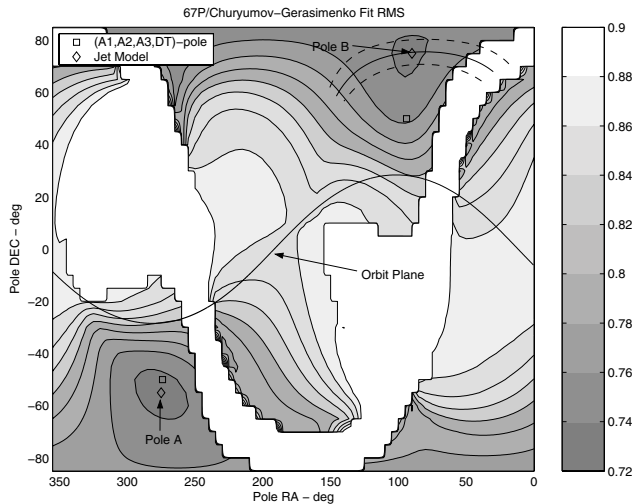 67P/Churyumov−Gerasimenko Fit RMS
(A1,A2,A3,DT)−pole
Jet Model
Pole B
Orbit Plane
Pole A
Pole DEC − deg
80
60
40
20
0
−20
−40
−60
−80
350 300 250 200 150 100 50 0
Pole RA − deg
0.9
0.88
0.86
0.84
0.82
0.8
0.78
0.76
0.74
0.72